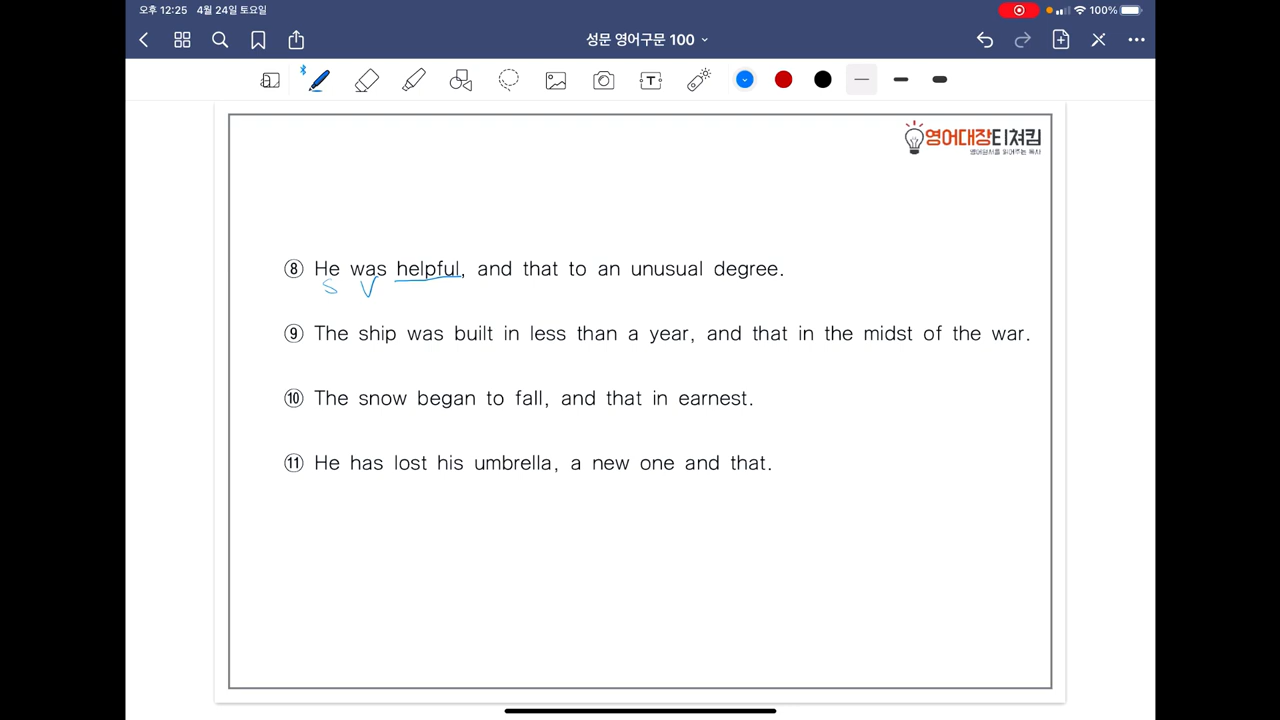 오후 12:25 4월 24일 토요일
100%
성문 영어구문 100
T
영어대장티쳐킴
⑧ He was helpful, and that to an unusual degree.
S V
⑨ The ship was built in less than a year, and that in the midst of the war.
⑩ The snow began to fall, and that in earnest.
⑪ He has lost his umbrella, a new one and that.